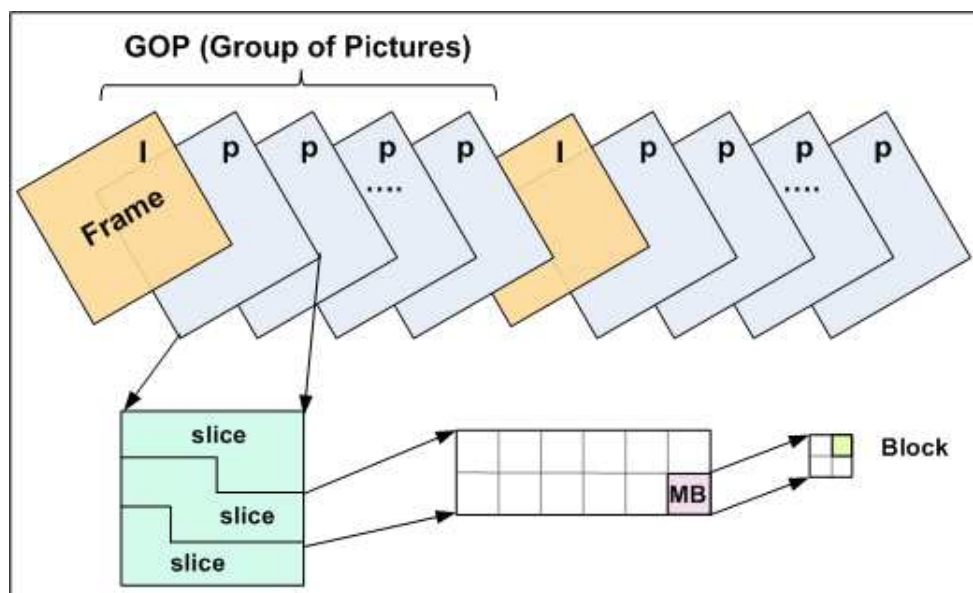 GOP (Group of Pictures)
I p p p p I p p p p
.... ....
Frame
slice
slice
slice
MB
Block